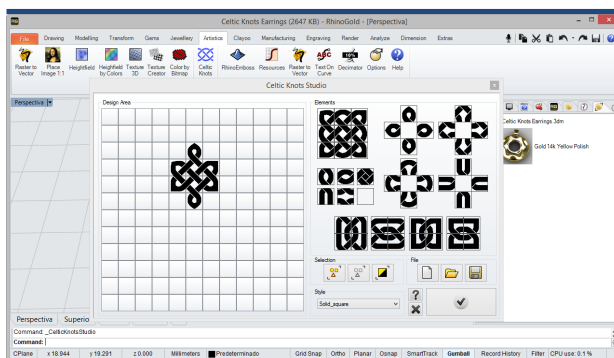 Celtic Knots Earrings (2647 KB) - RhinoGold - [Perspectiva]
File Drawing Modelling Transform Gems Jewellery Artistics Clayoo Manufacturing Engraving Render Analyze Dimension Extras
Raster to Vector
Place Image 1:1
Heightfield
Heightfield by Colors
Texture 3D
Texture Creator
Color by Bitmap
Celtic Knots
RhinoEmboss
Resources
Raster to Vector
Text On Curve
Decimator
Options
Help
Celtic Knots Studio
Perspectiva
Design Area
Elements
Celtic Knots Earrings 3dm
Gold 14k Yellow Polish
Selection
File
Style
Solid_square
Perspectiva Superio
Command: _CelticknotsStudio
Command:
CPlane x 18.944 y 19.291 z 0.000 Millimeters Predeterminado Grid Snap Ortho Planar Osnap SmartTrack Gumball Record History Filter CPU use: 0.1 %